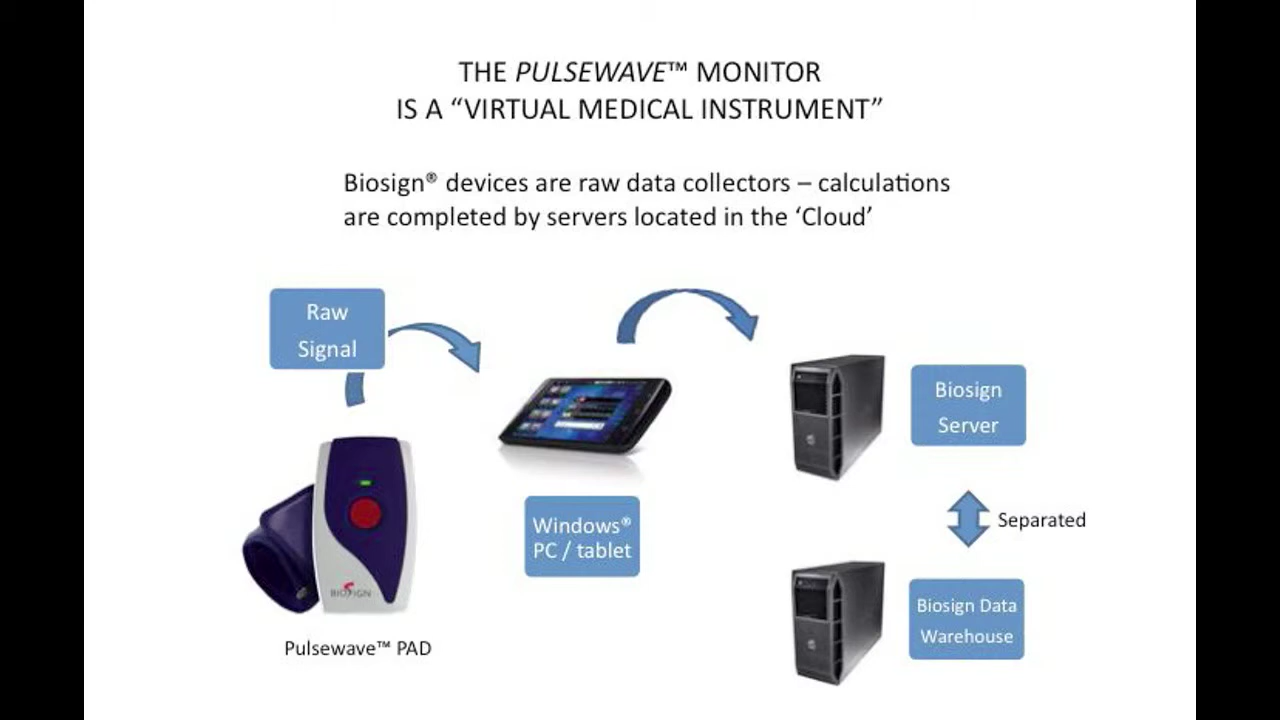 THE PULSEWAVE™ MONITOR
IS A “VIRTUAL MEDICAL INSTRUMENT”
Biosign® devices are raw data collectors – calculations
are completed by servers located in the ‘Cloud’
Raw
Signal
Biosign
Server
Windows®
PC / tablet
Separated
BIOSIGN
Biosign Data
Warehouse
Pulsewave™ PAD